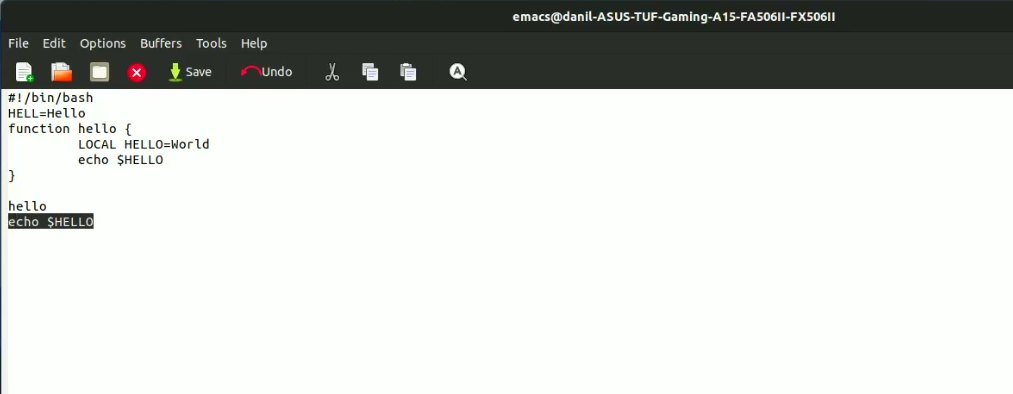 emacs@danil-ASUS-TUF-Gaming-A15-FA506II-FX506II
File Edit Options Buffers Tools Help
Save Undo
#!/bin/bash
HELL=Hello
function hello {
LOCAL HELLO=World
echo $HELLO
}
hello
echo $HELLO